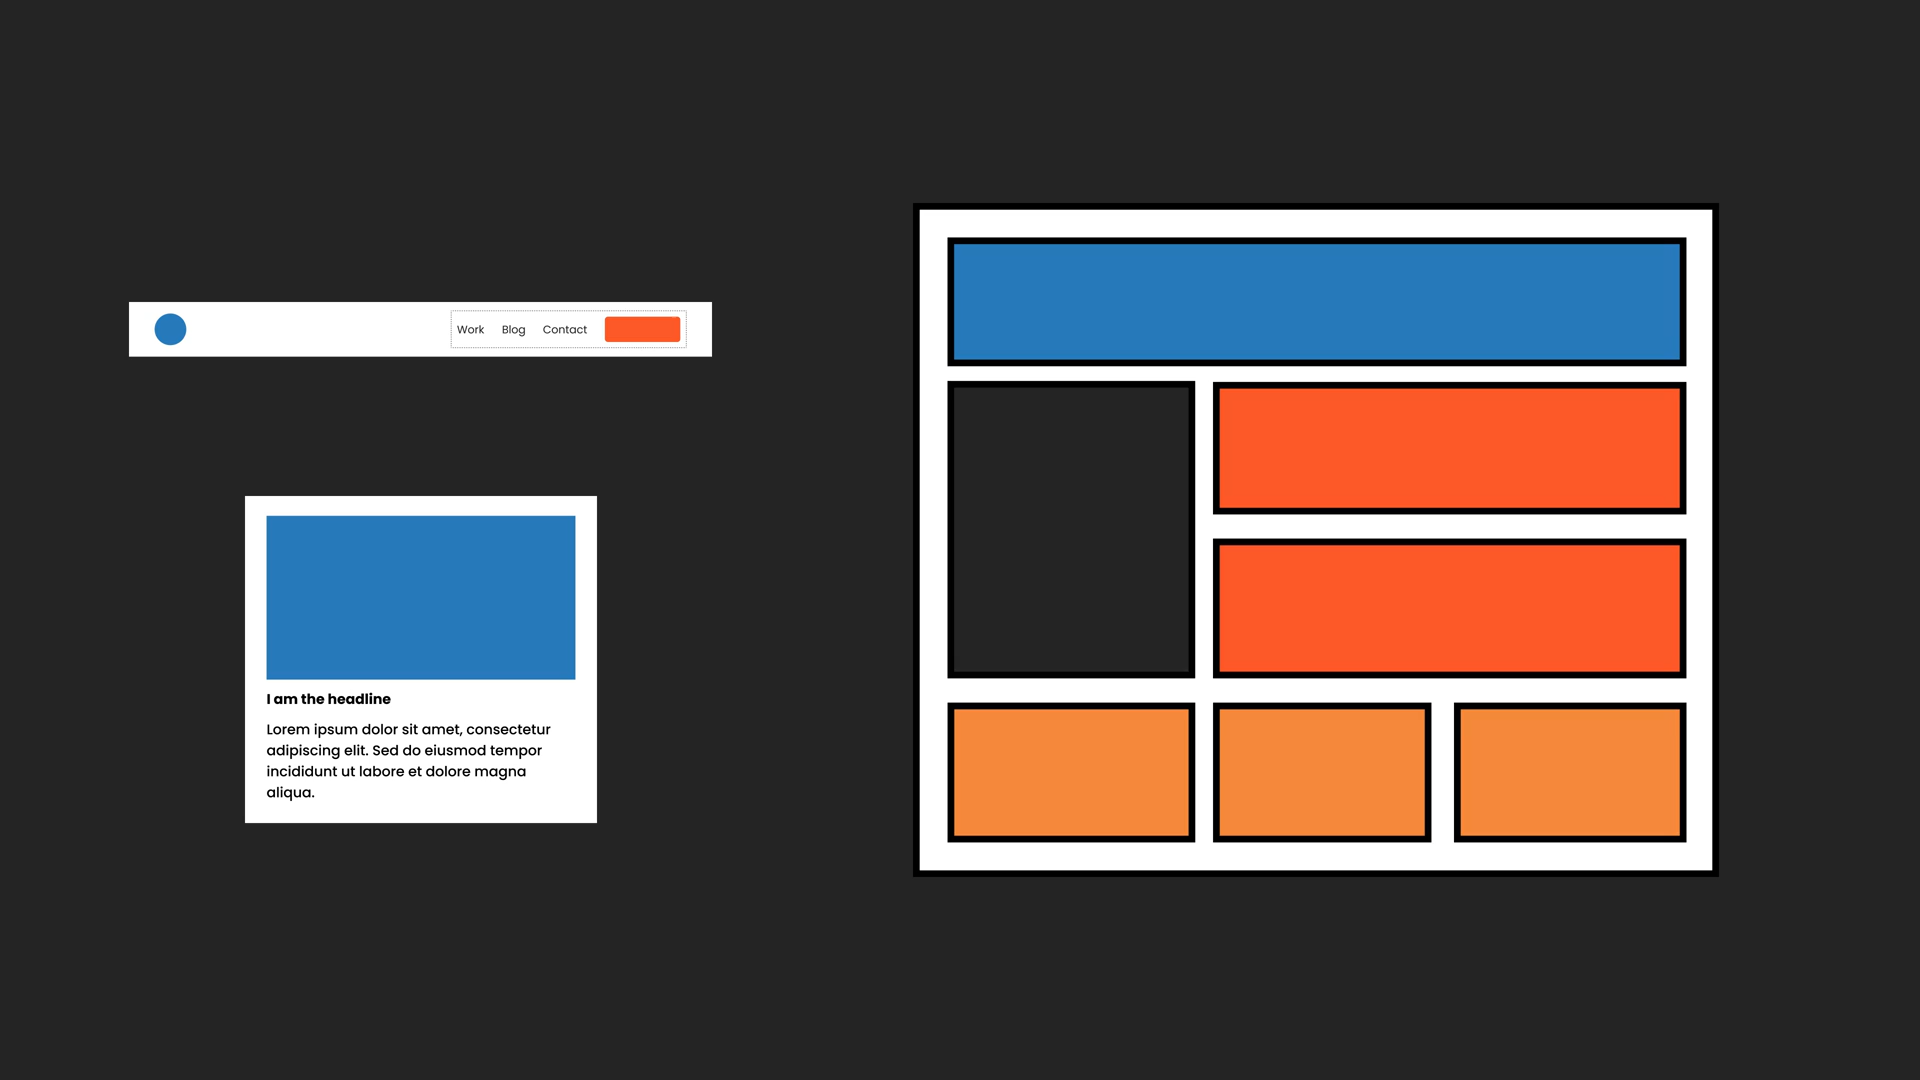 Work Blog Contact
I am the headline
Lorem ipsum dolor sit amet, consectetur
adipiscing elit. Sed do eiusmod tempor
incididunt ut labore et dolore magna
aliqua.